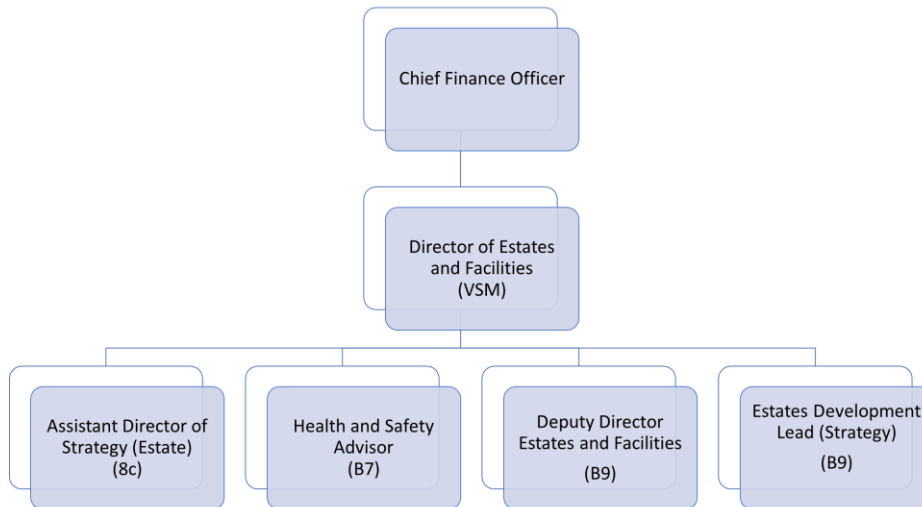 Chief Finance Officer
Director of Estates
and Facilities
(VSM)
Assistant Director of
Strategy (Estate)
(8c)
Health and Safety
Advisor
(B7)
Deputy Director
Estates and Facilities
(B9)
Estates Development
Lead (Strategy)
(B9)